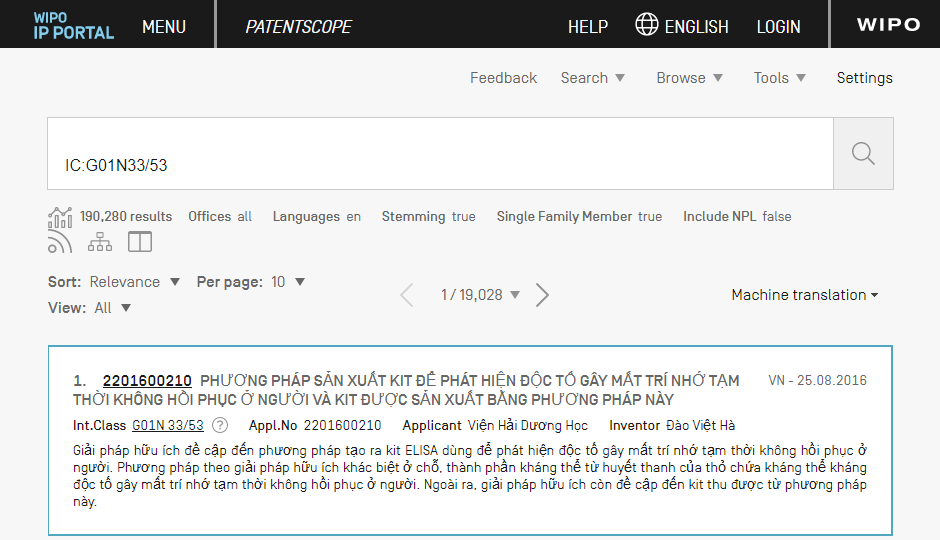 WIPO
IP PORTAL
MENU
PATENTSCOPE
HELP
ENGLISH
LOGIN
WIPO
Feedback
Search
Browse
Tools
Settings
IC:G01N33/53
190,280 results Offices all Languages en Stemming true Single Family Member true Include NPL false
Sort: Relevance
Per page: 10
View: All
1 / 19,028
Machine translation
1. 2201600210 PHƯƠNG PHÁP SẢN XUẤT KIT ĐỂ PHÁT HIỆN ĐỘC TỐ GÂY MẤT TRÍ NHỚ TẠM
THỜI KHÔNG HỒI PHỤC Ở NGƯỜI VÀ KIT ĐƯỢC SẢN XUẤT BẰNG PHƯƠNG PHÁP NÀY
VN - 25.08.2016
Int.Class G01N 33/53 ? Appl.No 2201600210 Applicant Viện Hải Dương Học Inventor Đào Việt Hà
Giải pháp hữu ích đề cập đến phương pháp tạo ra kit ELISA dùng để phát hiện độc tố gây mất trí nhớ tạm thời không hồi phục ở
người. Phương pháp theo giải pháp hữu ích khác biệt ở chỗ, thành phần kháng thể từ huyết thanh của thỏ chứa kháng thể kháng
độc tố gây mất trí nhớ tạm thời không hồi phục ở người. Ngoài ra, giải pháp hữu ích còn đề cập đến kit thu được từ phương pháp
này.